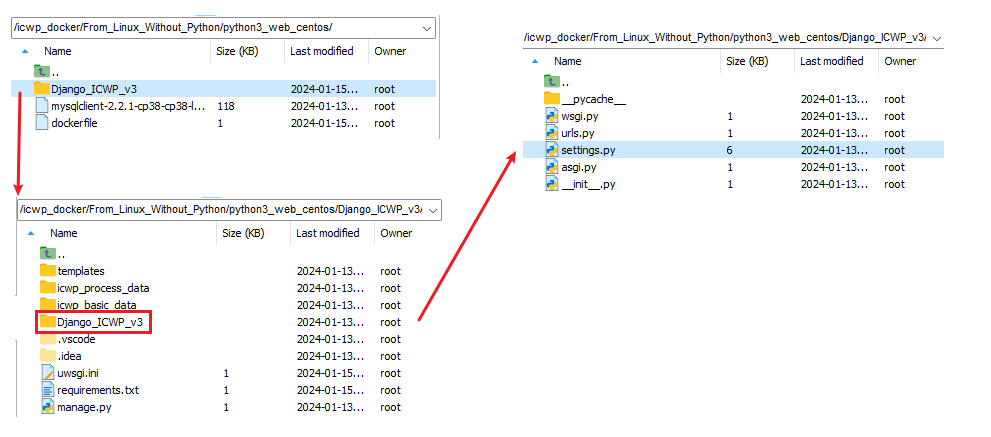 /icwp_docker/From_Linux_Without_Python/python3_web_centos/
Name Size (KB) Last modified Owner
..
Django_ICWP_v3 2024-01-15... root
mysqlclient-2.2.1-cp38-cp38-l... 118 2024-01-13... root
dockerfile 1 2024-01-15... root
/icwp_docker/From_Linux_Without_Python/python3_web_centos/Django_ICWP_v3/
Name Size (KB) Last modified Owner
..
templates 2024-01-13... root
icwp_process_data 2024-01-13... root
icwp_basic_data 2024-01-13... root
Django_ICWP_v3 2024-01-13... root
.vscode 2024-01-13... root
.idea 2024-01-13... root
uwsgi.ini 1 2024-01-15... root
requirements.txt 1 2024-01-15... root
manage.py 1 2024-01-13... root
/icwp_docker/From_Linux_Without_Python/python3_web_centos/Django_ICWP_v3/
Name Size (KB) Last modified Owner
..
__pycache__ 2024-01-13... root
wsgi.py 1 2024-01-13... root
urls.py 1 2024-01-13... root
settings.py 6 2024-01-13... root
asgi.py 1 2024-01-13... root
__init__.py 1 2024-01-13... root